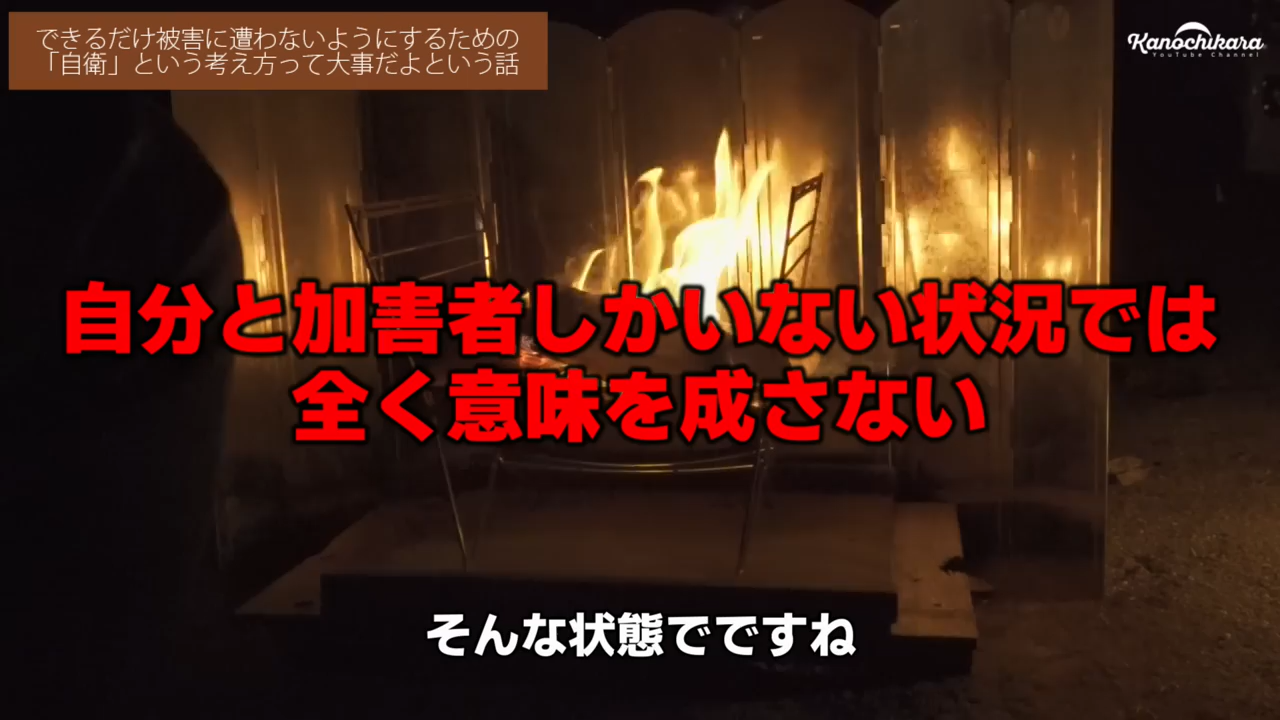 できるだけ被害に遭わないようにするための
「自衛」という考え方って大事だよという話
Kanochikara
YouTube Channel
自分と加害者しかいない状況では
全く意味を成さない
そんな状態でですね